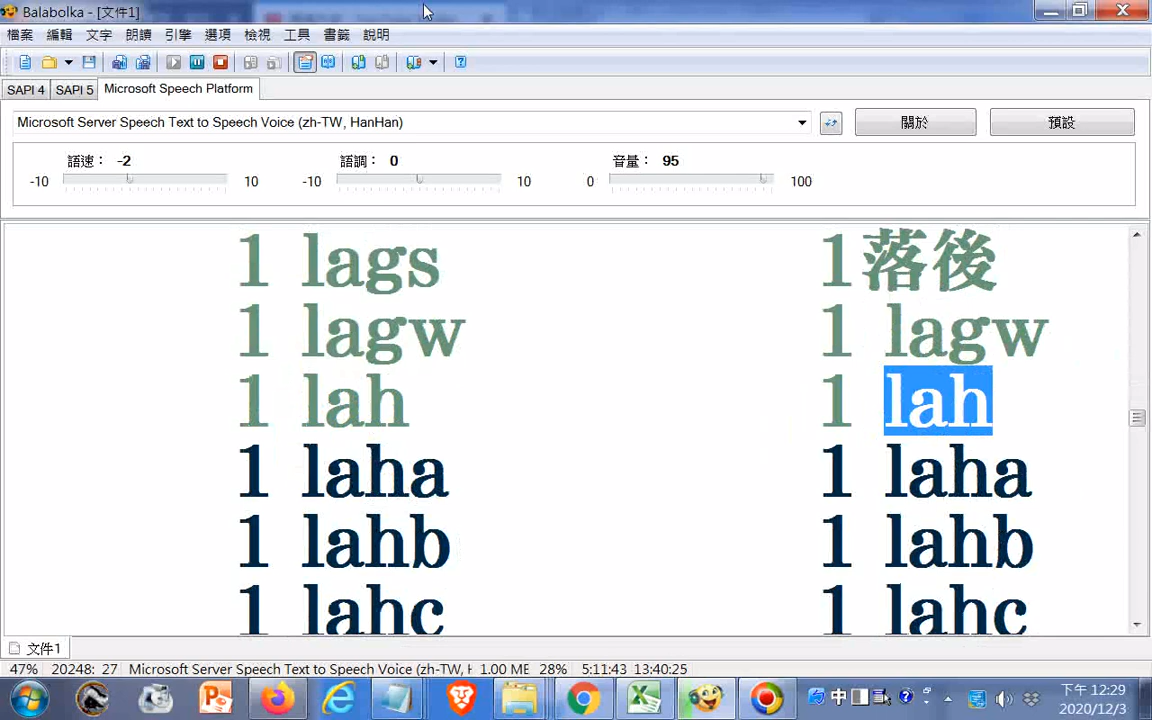 Balabolka - [文件1]
檔案 編輯 文字 朗讀 引擎 選項 檢視 工具 書籤 說明
SAPI 4 SAPI 5 Microsoft Speech Platform
Microsoft Server Speech Text to Speech Voice (zh-TW, HanHan) 關於 預設
語速： -2 語調： 0 音量： 95
-10 10 -10 10 0 100
1 lags 1落後
1 lagw 1 lagw
1 lah 1 lah
1 laha 1 laha
1 lahb 1 lahb
1 lahc 1 lahc
文件1
47% 20248: 27 Microsoft Server Speech Text to Speech Voice (zh-TW, H 1.00 ME 28% 5:11:43 13:40:25
中 下午 12:29
2020/12/3